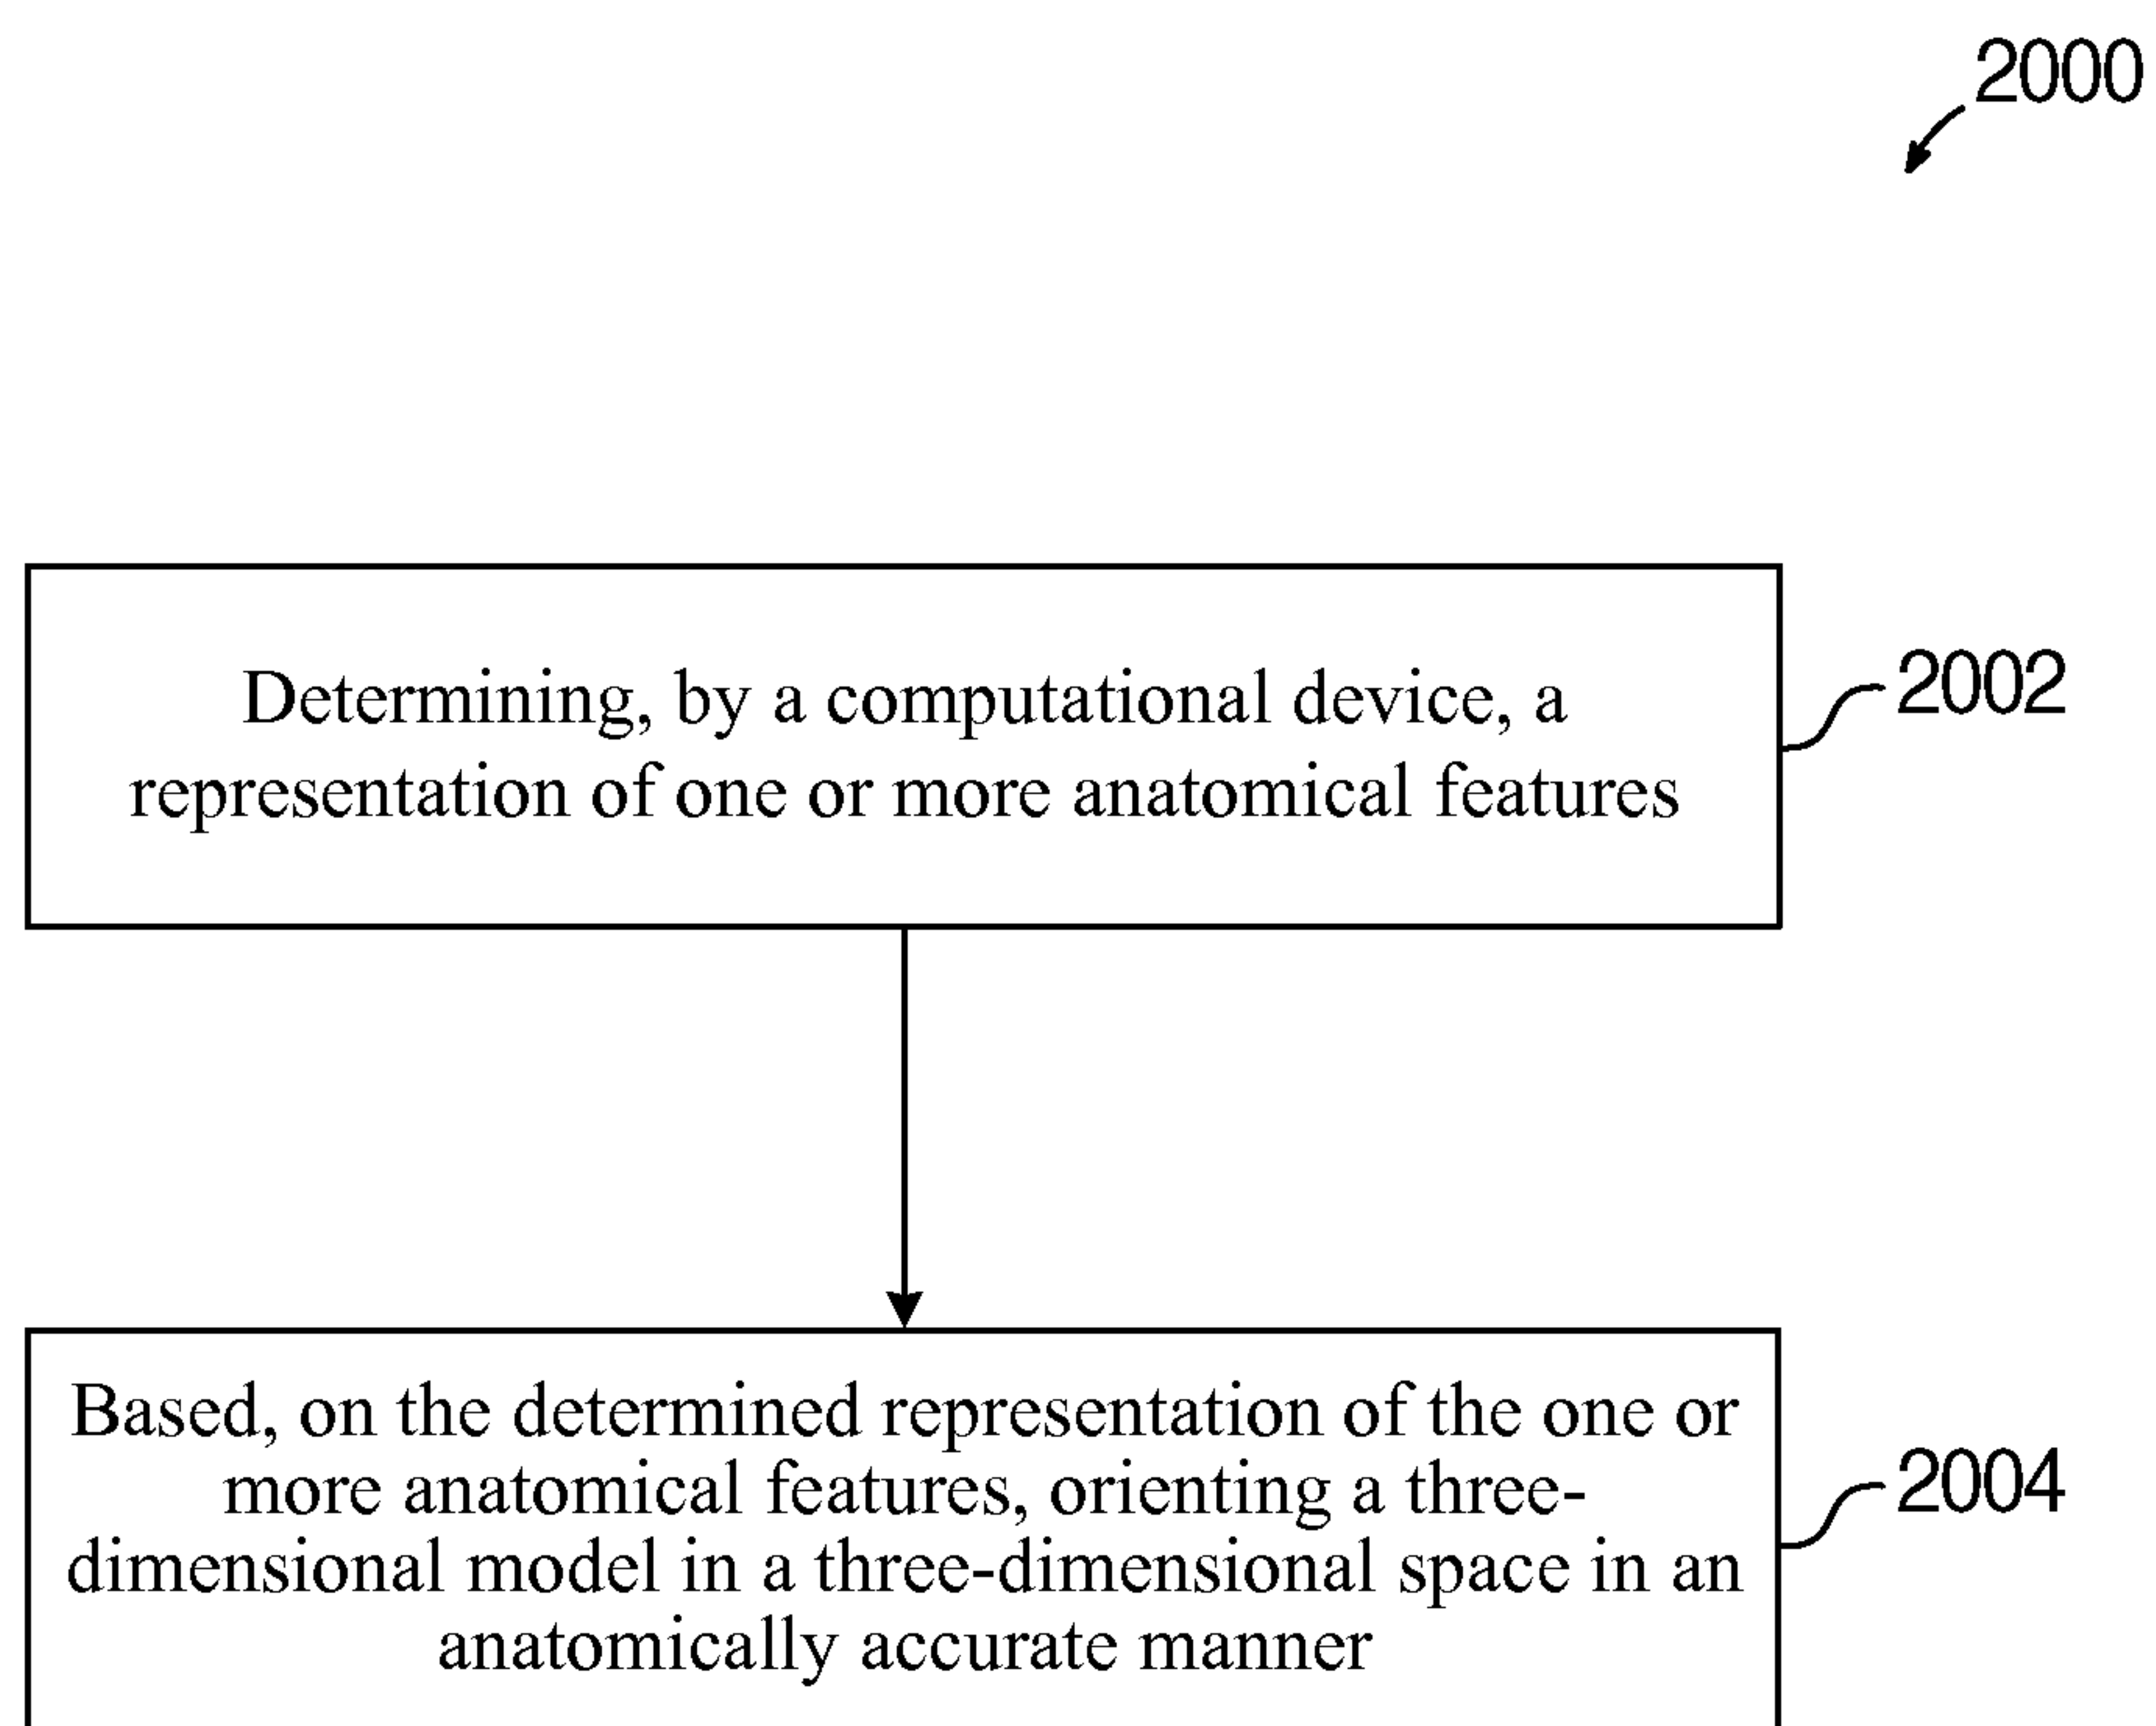 2000
Determining, by a computational device, a
representation of one or more anatomical features
2002
Based, on the determined representation of the one or
more anatomical features, orienting a three-
dimensional model in a three-dimensional space in an
anatomically accurate manner
2004